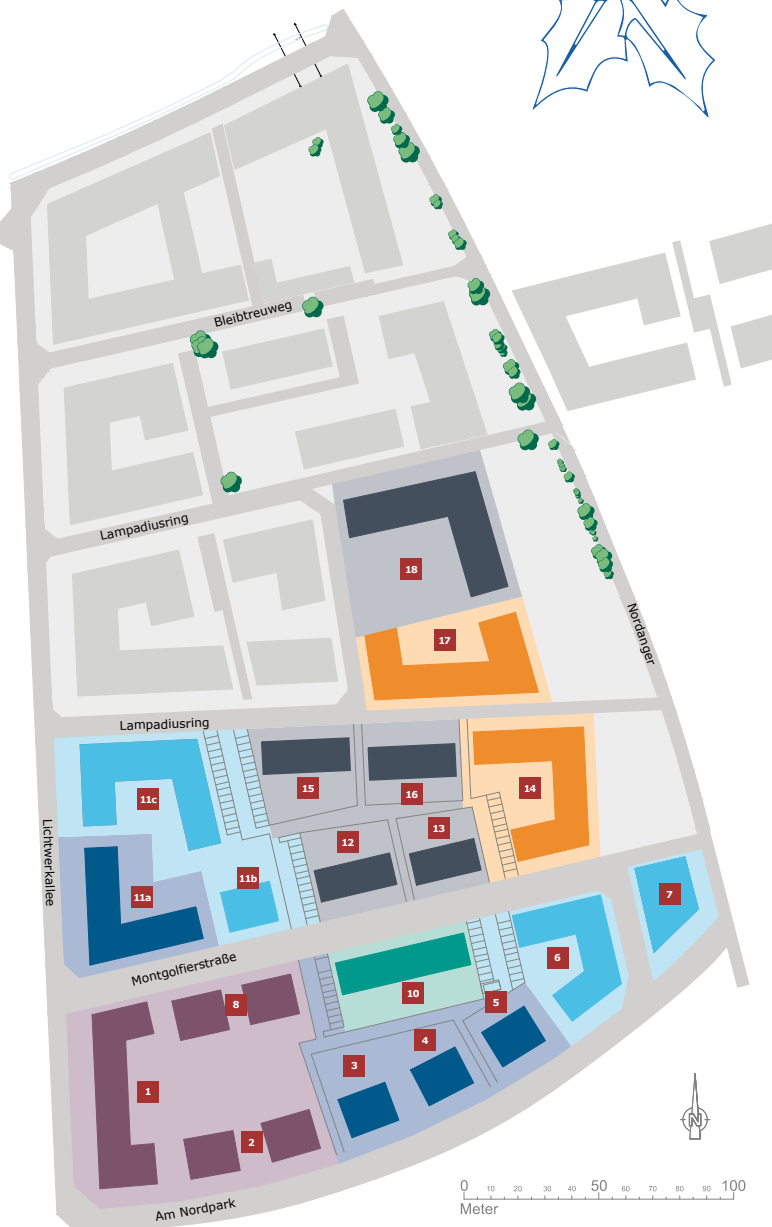 Bleibtreuweg
Lampadiusring
18
17
Nordanger
Lampadiusring
15
16
14
11c
12
13
Lichtwerkallee
11a
11b
7
Montgolfierstraße
6
10
5
8
4
3
1
2
Am Nordpark
N
0 10 20 30 40 50 60 70 80 90 100
Meter